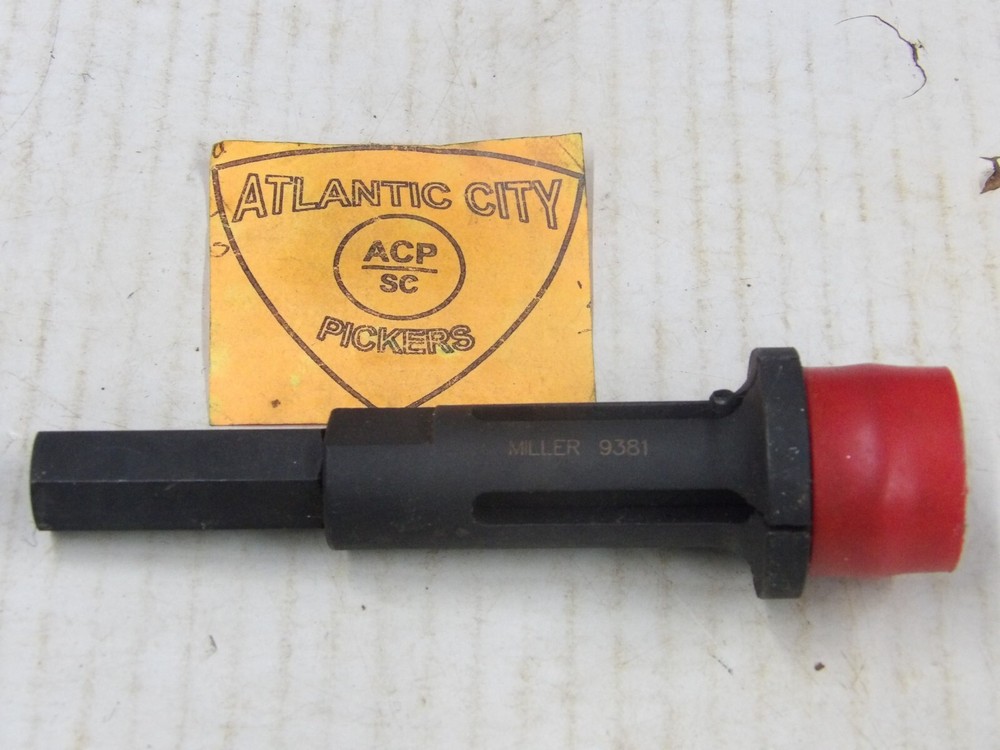 ATLANTIC CITY
ACP
SC
PICKERS
MILLER 9381